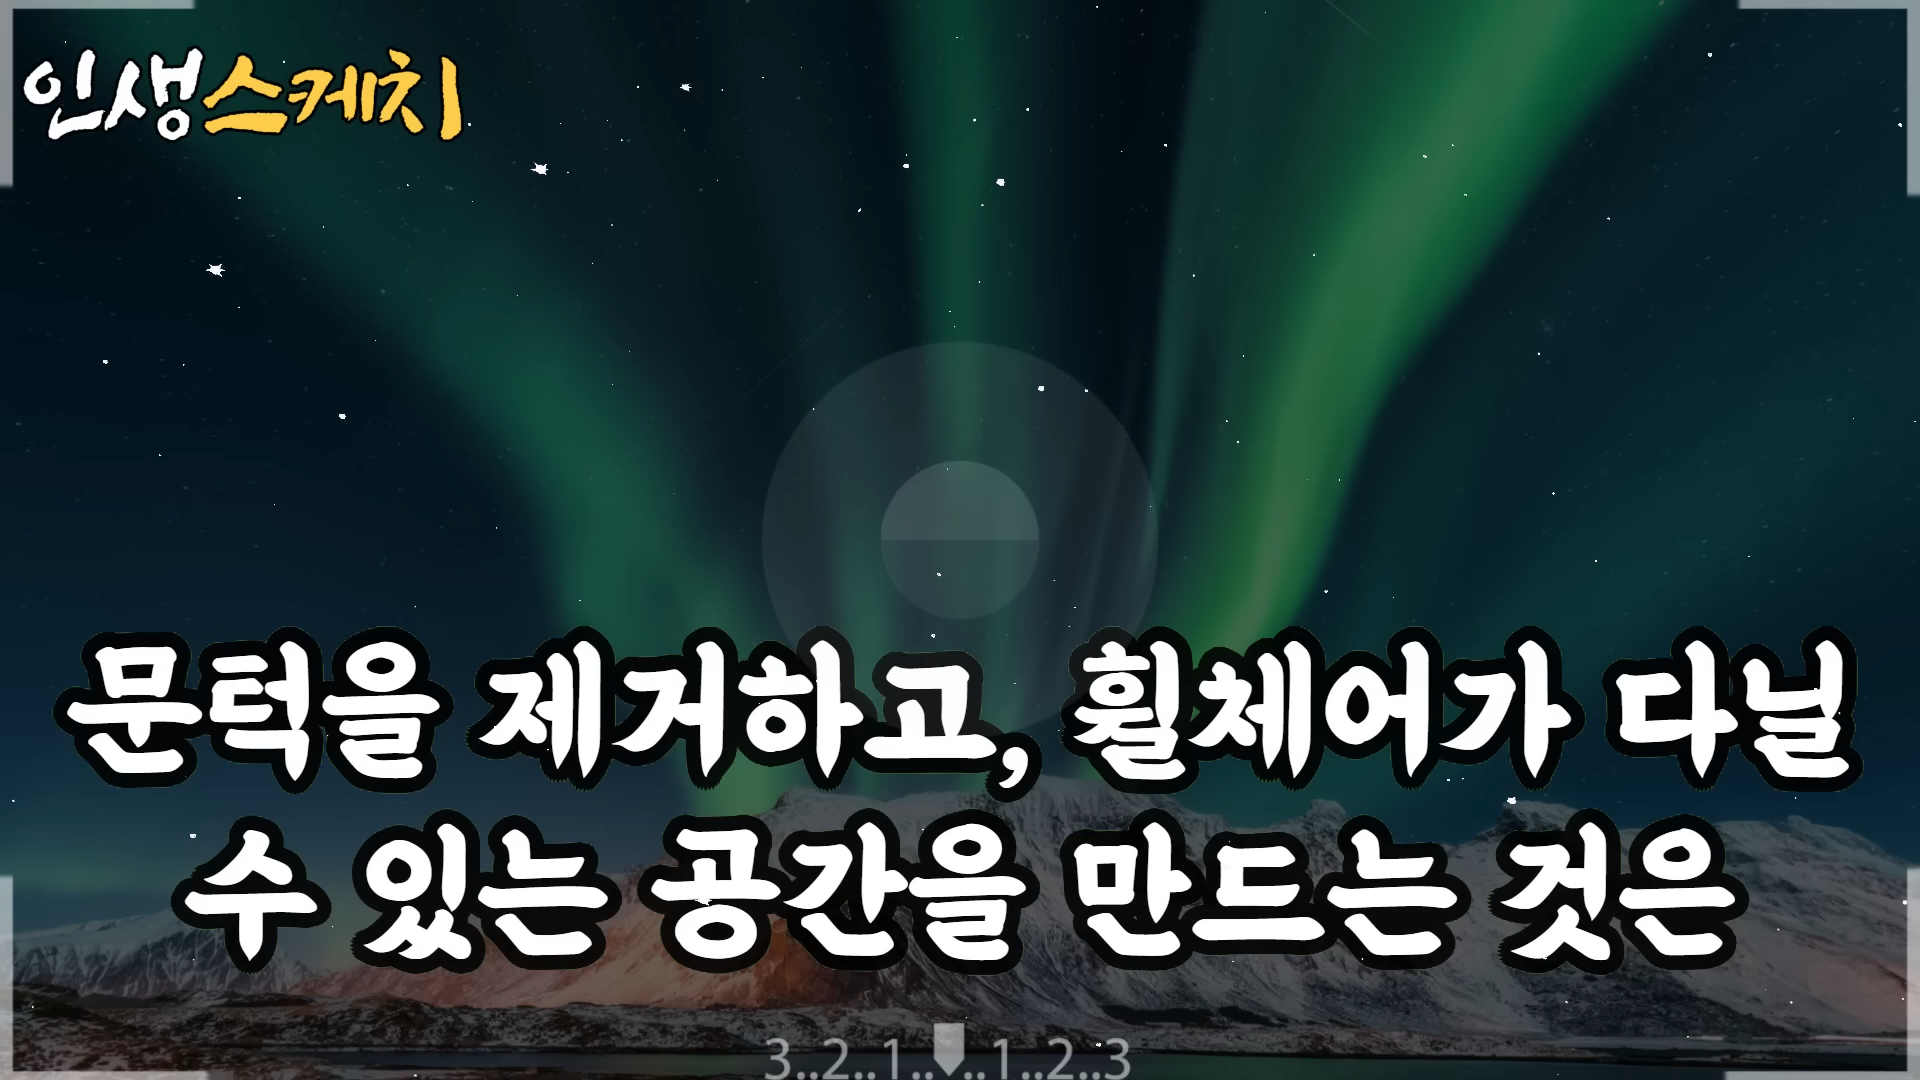 인생스케치
문턱을 제거하고, 휠체어가 다닐
수 있는 공간을 만드는 것은
3..2..1.. ..1..2..3